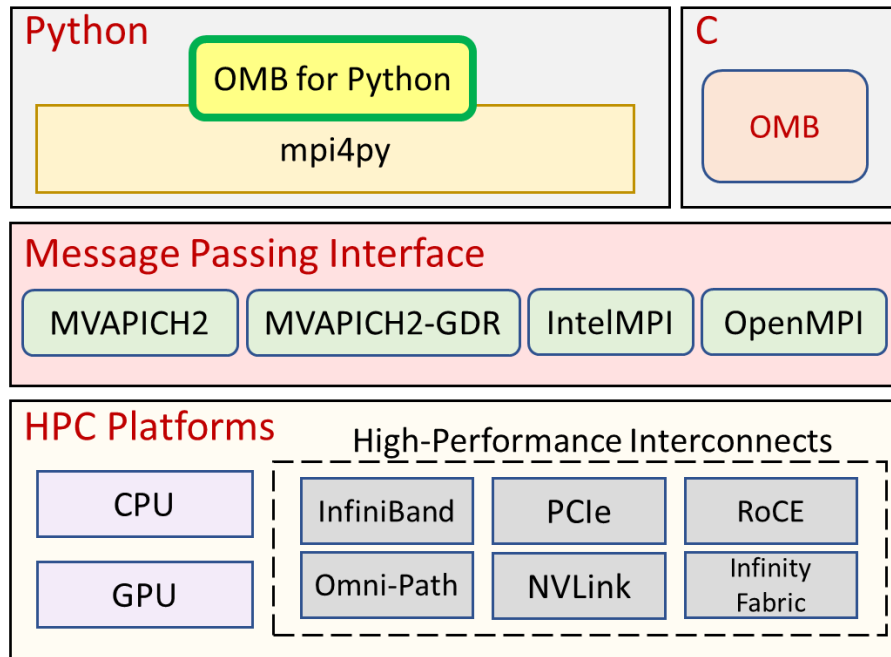 Python
OMB for Python
mpi4py
C
OMB
Message Passing Interface
MVAPICH2
MVAPICH2-GDR
IntelMPI
OpenMPI
HPC Platforms
High-Performance Interconnects
CPU
GPU
InfiniBand
PCIe
RoCE
Omni-Path
NVLink
Infinity
Fabric